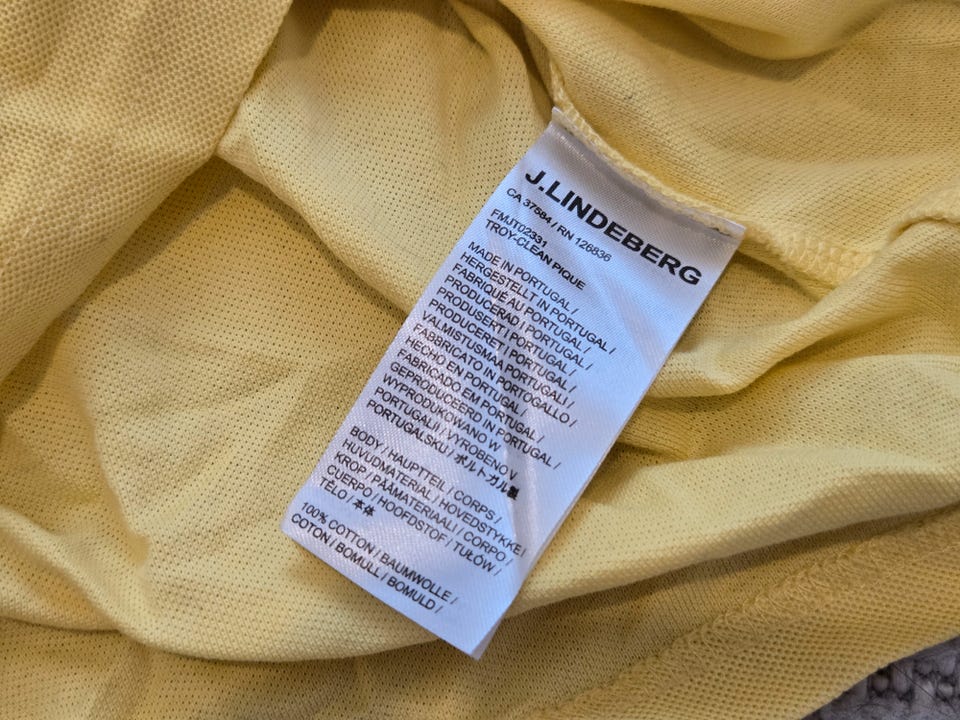 J.LINDEBERG
CA 37584 / RN 126836
FMJT02331
TROY-CLEAN PIQUE
MADE IN PORTUGAL /
HERGESTELLT IN PORTUGAL /
FABRIQUÉ AU PORTUGAL /
PRODUCERAD I PORTUGAL /
PRODUSERT I PORTUGAL /
PRODUCERET I PORTUGAL /
VALMISTUSMAA PORTUGALI /
FABBRICATO IN PORTOGALLO /
HECHO EN PORTUGAL /
FABRICADO EM PORTUGAL /
GEPRODUCEERD IN PORTUGAL /
WYPRODUKOWANO W
PORTUGALII / VYROBENO V
PORTUGALSKU / ポルトガル製
BODY / HAUPTTEIL / CORPS /
HUVUDMATERIAL / HOVEDSTYKKE /
KROP / PÄÄMATERIAALI / CORPO /
CUERPO / HOOFDSTOF / TUŁÓW /
TĚLO / 本体
100% COTTON / BAUMWOLLE /
COTON / BOMULL / BOMULD /